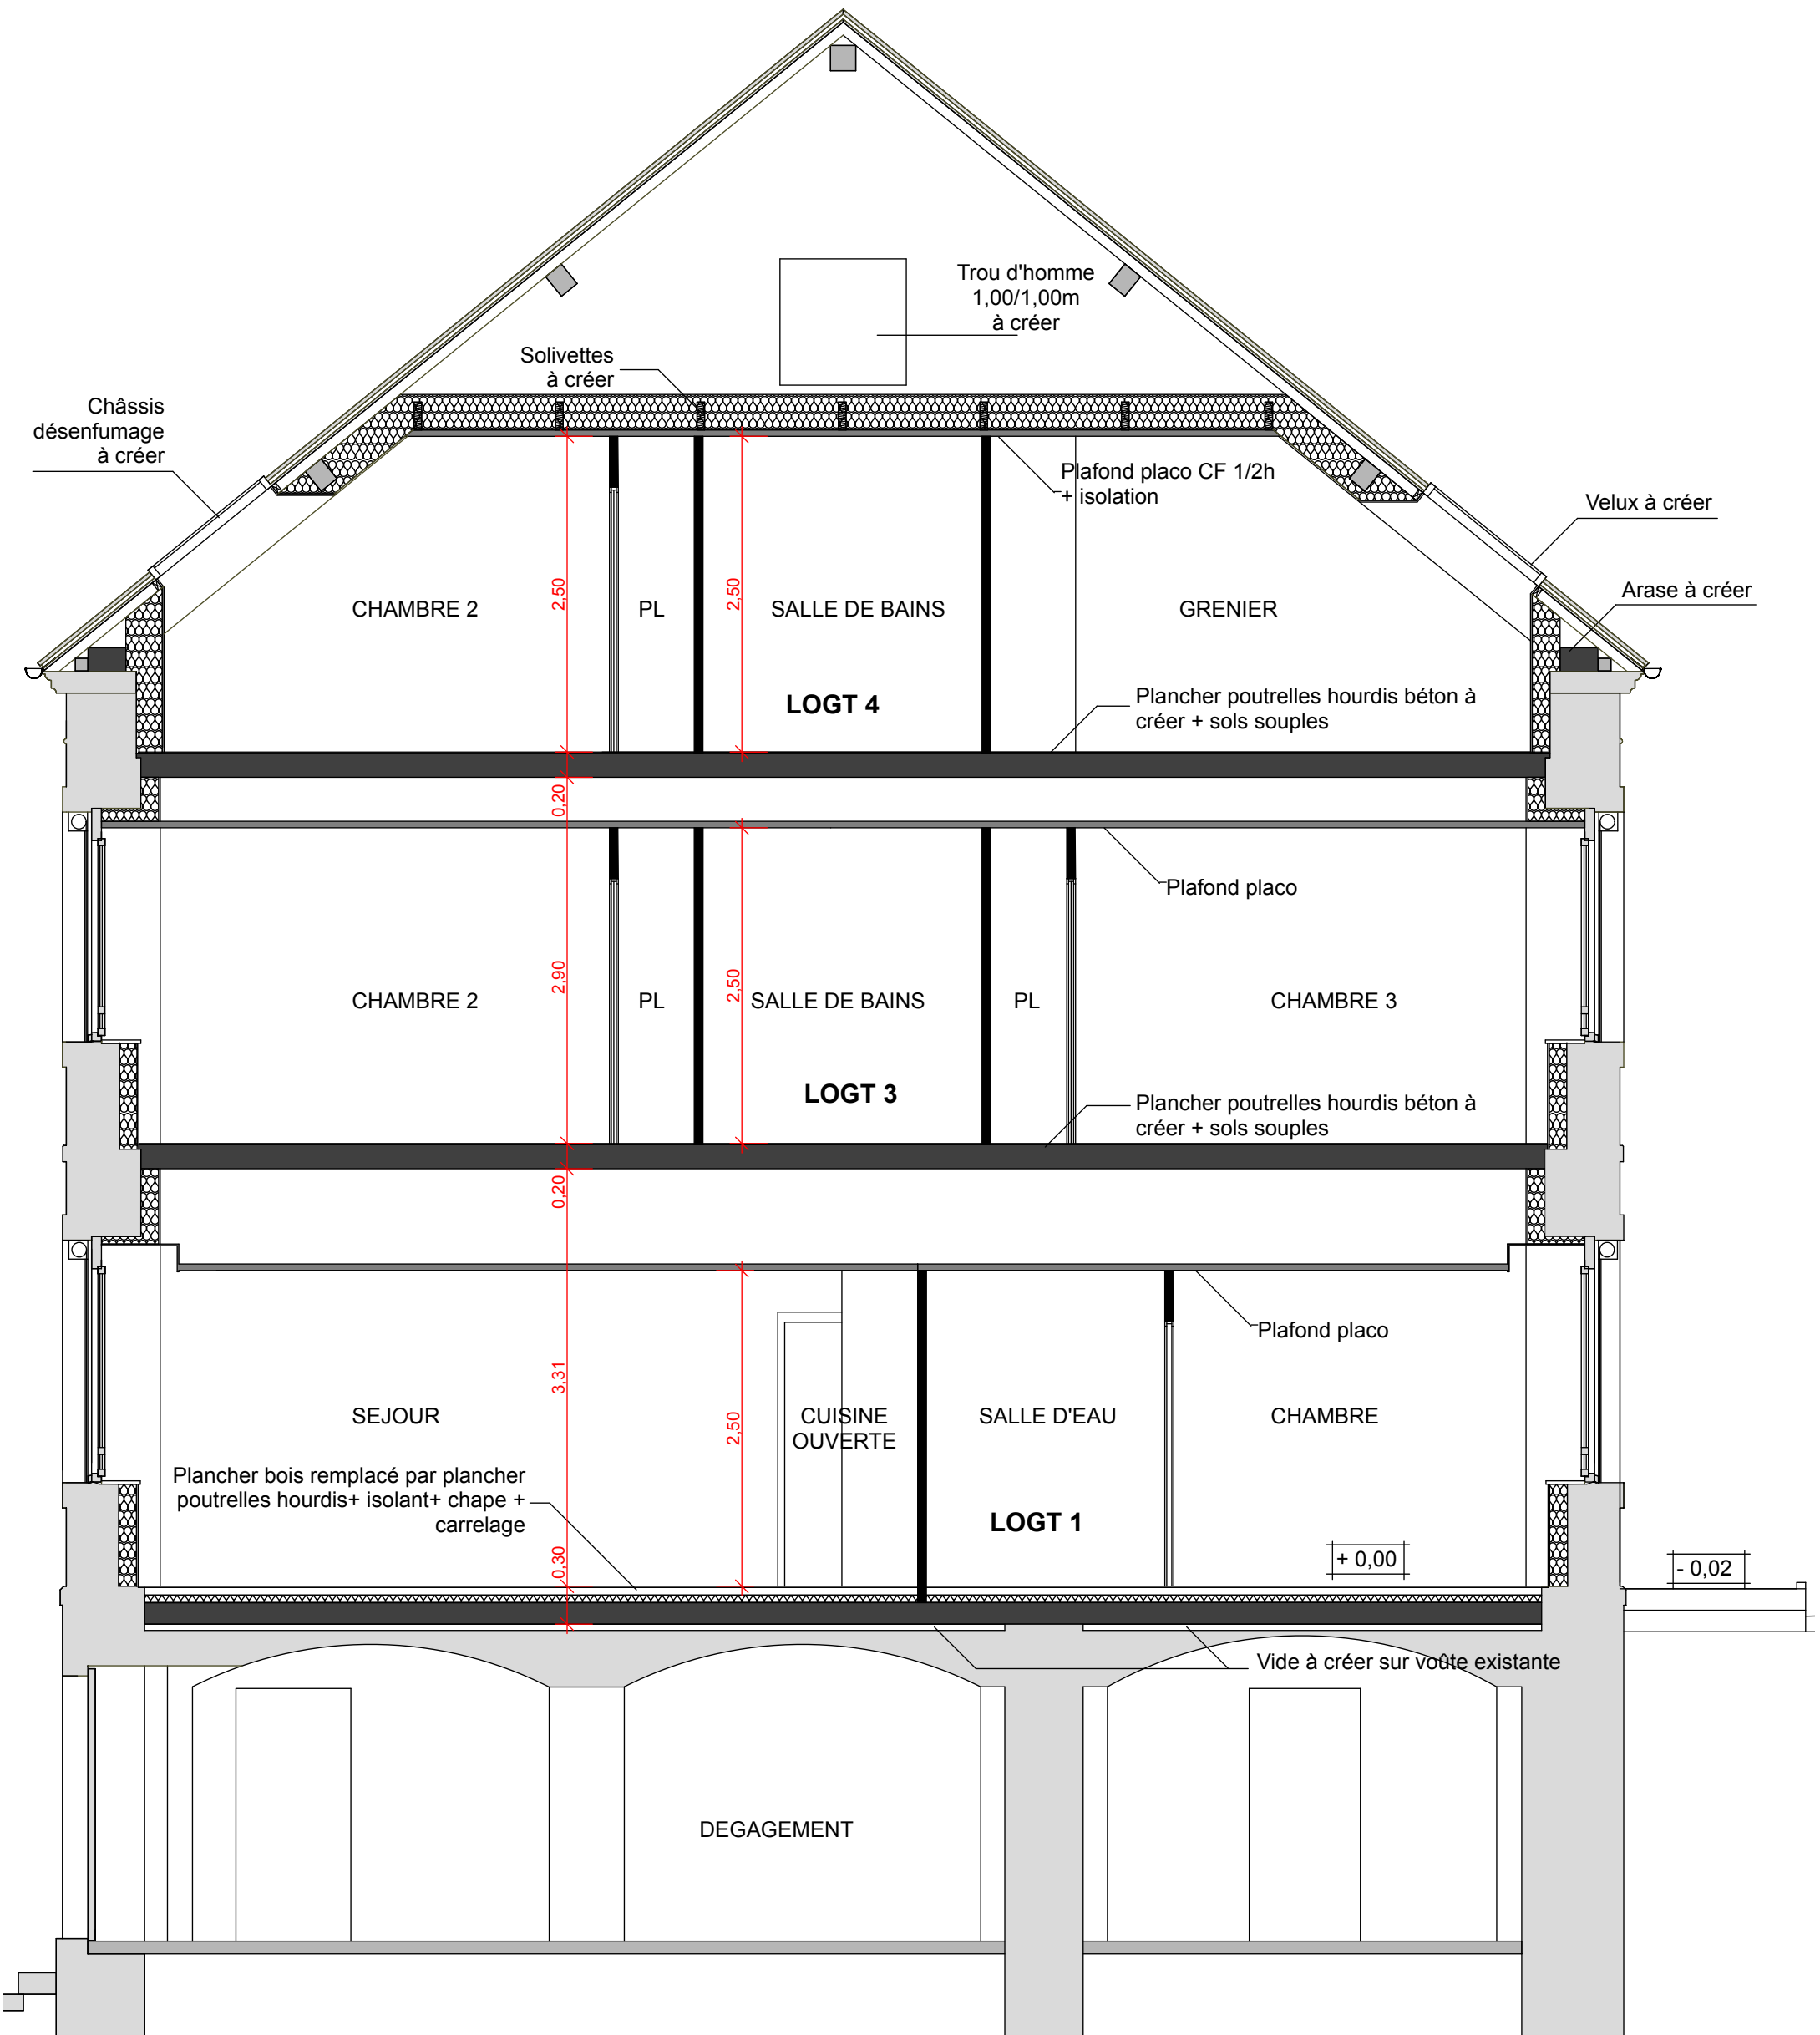 Trou d'homme
1,00/1,00m
à créer
Solivettes
à créer
Châssis
désenfumage
à créer
Plafond placo CF 1/2h
+ isolation
Velux à créer
Arase à créer
CHAMBRE 2
2,50
PL
2,50
SALLE DE BAINS
GRENIER
LOGT 4
Plancher poutrelles hourdis béton à
créer + sols souples
0,20
Plafond placo
CHAMBRE 2
2,90
PL
2,50
SALLE DE BAINS
PL
CHAMBRE 3
LOGT 3
Plancher poutrelles hourdis béton à
créer + sols souples
0,20
Plafond placo
3,31
SEJOUR
2,50
CUISINE
OUVERTE
SALLE D'EAU
CHAMBRE
Plancher bois remplacé par plancher
poutrelles hourdis+ isolant+ chape +
carrelage
LOGT 1
0,30
+ 0,00
- 0,02
Vide à créer sur voûte existante
DEGAGEMENT